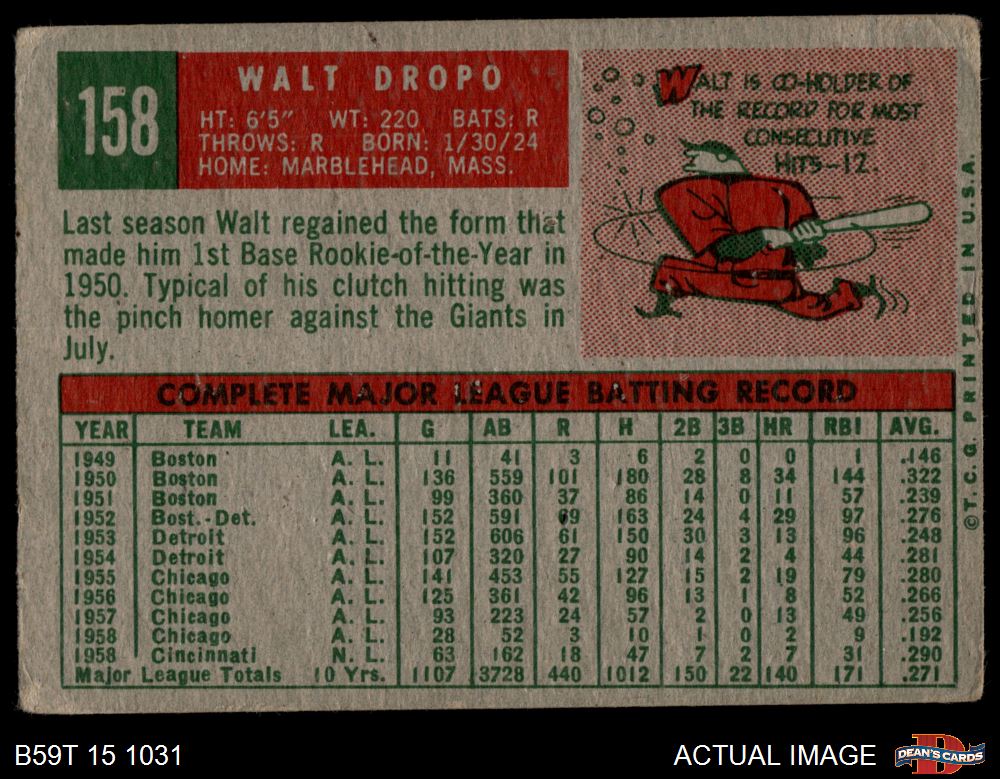 158
WALT DROPO
HT: 6'5" WT: 220 BATS: R
THROWS: R BORN: 1/30/24
HOME: MARBLEHEAD, MASS.
WALT IS CO-HOLDER OF
THE RECORD FOR MOST
CONSECUTIVE
HITS-12.
Last season Walt regained the form that
made him 1st Base Rookie-of-the-Year in
1950. Typical of his clutch hitting was
the pinch homer against the Giants in
July.
COMPLETE MAJOR LEAGUE BATTING RECORD
YEAR TEAM LEA. G AB R H 2B 3B HR RBI AVG.
1949 Boston A. L. 11 41 3 6 2 0 0 1 .146
1950 Boston A. L. 136 559 101 180 28 8 34 144 .322
1951 Boston A. L. 99 360 37 86 14 0 11 57 .239
1952 Bost.-Det. A. L. 152 591 69 163 24 4 29 97 .276
1953 Detroit A. L. 152 606 61 150 30 3 13 96 .248
1954 Detroit A. L. 107 320 27 90 14 2 4 44 .281
1955 Chicago A. L. 141 453 55 127 15 2 19 79 .280
1956 Chicago A. L. 125 361 42 96 13 1 8 52 .266
1957 Chicago A. L. 93 223 24 57 2 0 13 49 .256
1958 Chicago A. L. 28 52 3 10 1 0 2 9 .192
1958 Cincinnati N. L. 63 162 18 47 7 2 7 31 .290
Major League Totals 10 Yrs. 1107 3728 440 1012 150 22 140 171 .271
© T. C. G. PRINTED IN U.S.A.
B59T 15 1031
ACTUAL IMAGE
DEAN'S CARDS